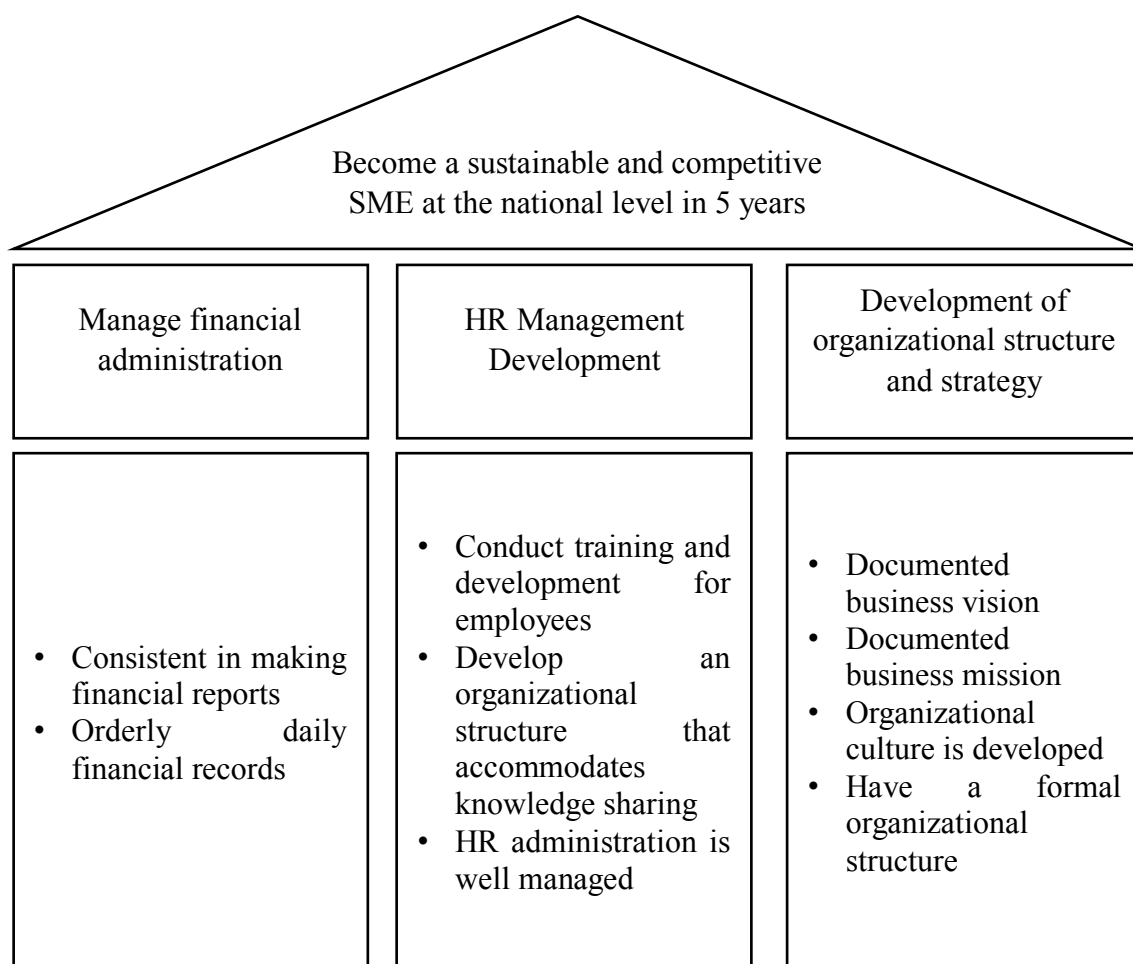 Become a sustainable and competitive
SME at the national level in 5 years
Manage financial
administration
HR Management
Development
Development of
organizational structure
and strategy
• Consistent in making
financial reports
• Orderly daily
financial records
• Conduct training and
development for
employees
• Develop an
organizational
structure that
accommodates
knowledge sharing
• HR administration is
well managed
• Documented
business vision
• Documented
business mission
• Organizational
culture is developed
• Have a formal
organizational
structure